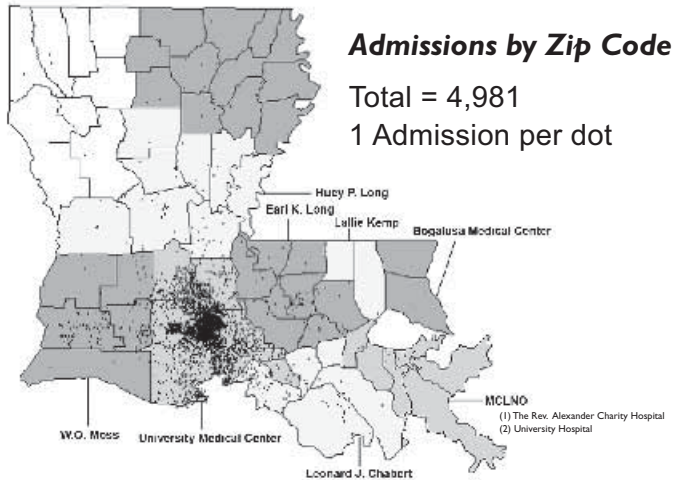 Admissions by Zip Code
Total = 4,981
1 Admission per dot
Huey P. Long
Earl K. Long
Lallie Kemp
Bogalusa Medical Center
MCLNO
(1) The Rev. Alexander Charity Hospital
(2) University Hospital
W.O. Moss
University Medical Center
Leonard J. Chabert